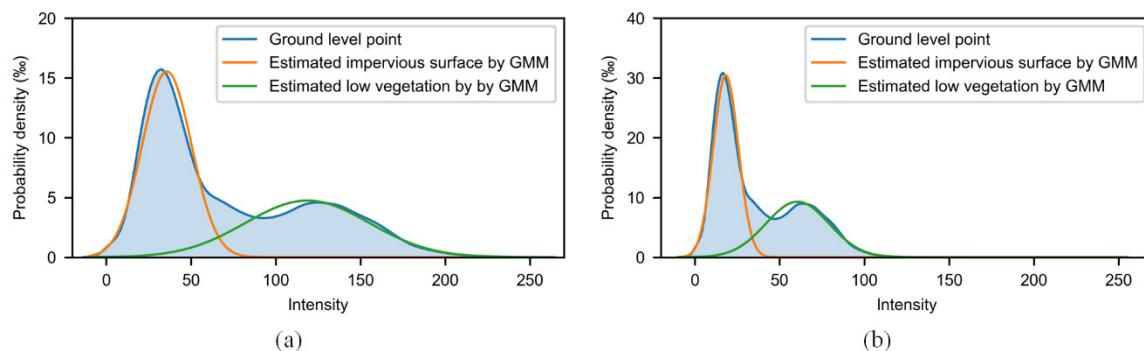 20
15
10
5
0
Probability density (‰)
Ground level point
Estimated impervious surface by GMM
Estimated low vegetation by by GMM
0 50 100 150 200 250
Intensity
(a)
40
30
20
10
0
Probability density (‰)
Ground level point
Estimated impervious surface by GMM
Estimated low vegetation by GMM
0 50 100 150 200 250
Intensity
(b)